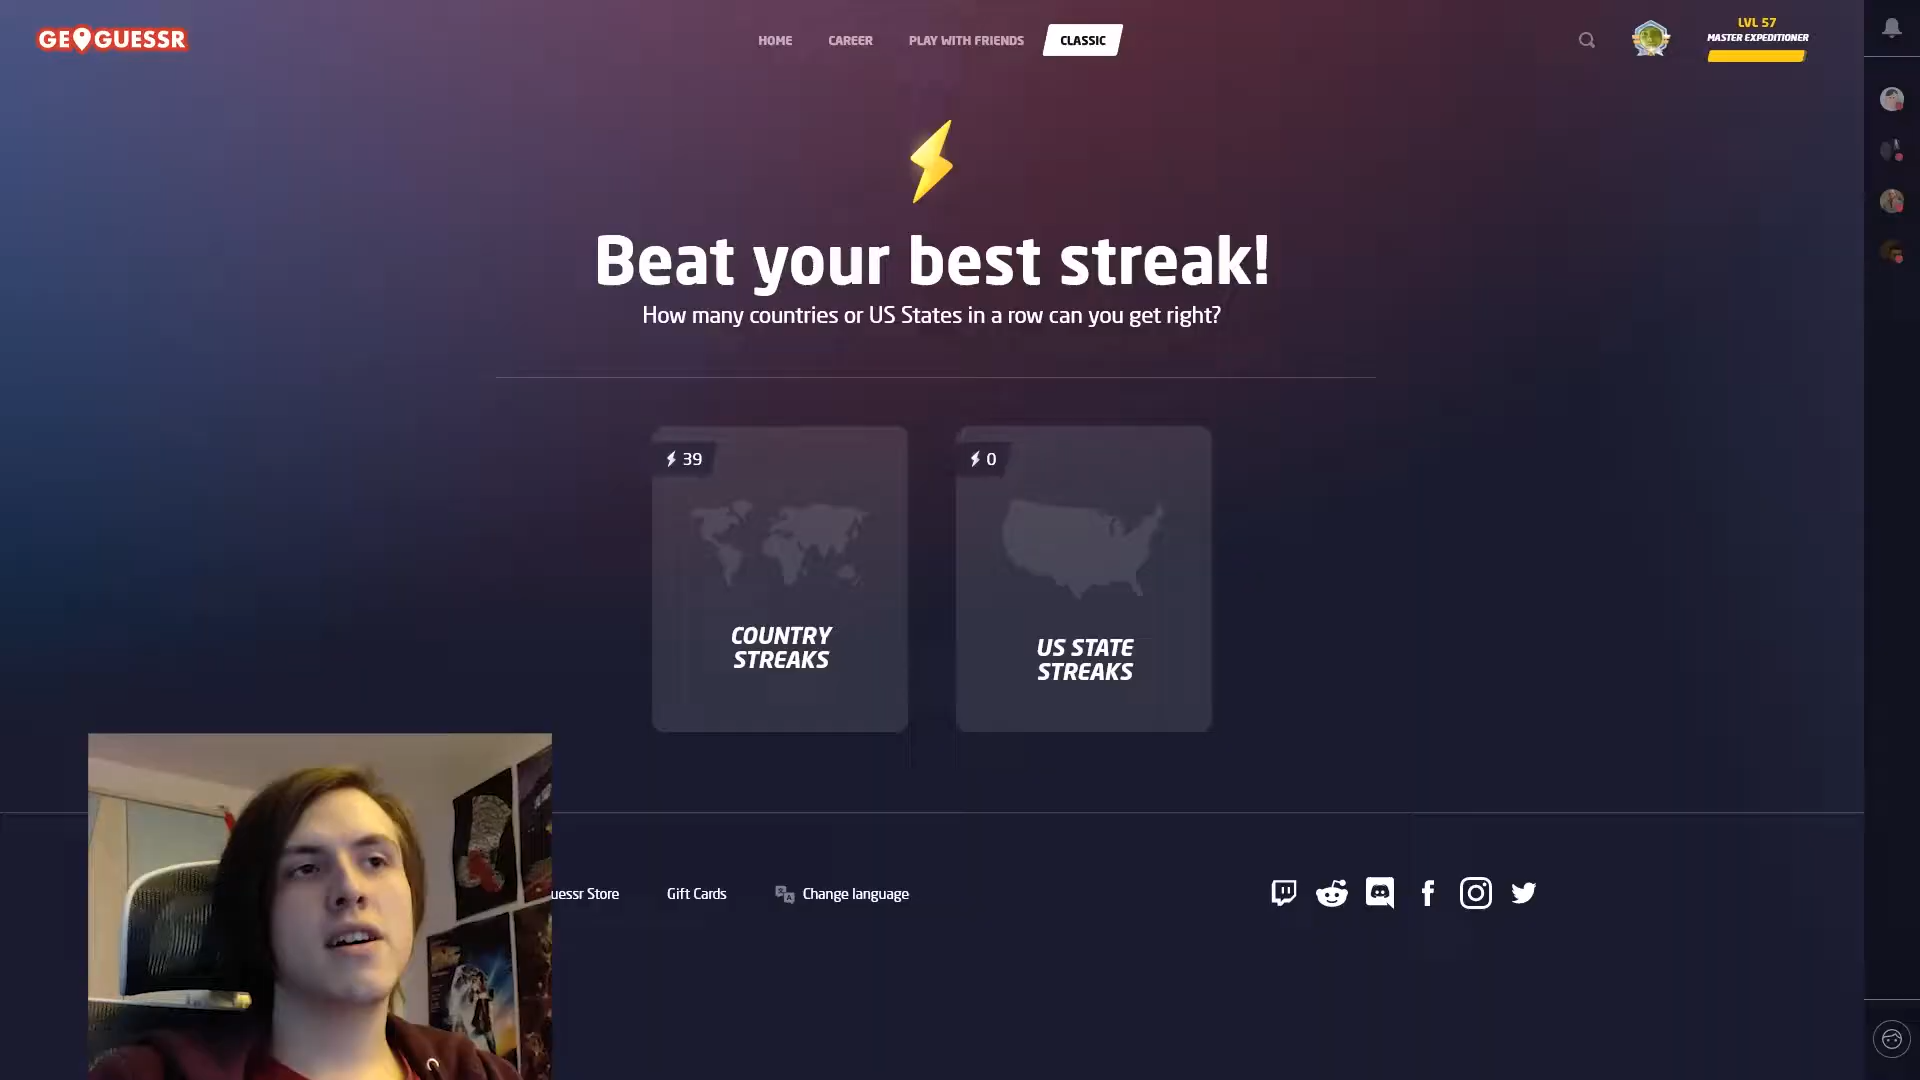 GEOGUESSR
HOME
CAREER
PLAY WITH FRIENDS
CLASSIC
LVL 57
MASTER EXPEDITIONER
Beat your best streak!
How many countries or US States in a row can you get right?
39
0
COUNTRY
STREAKS
US STATE
STREAKS
uessr Store
Gift Cards
Change language